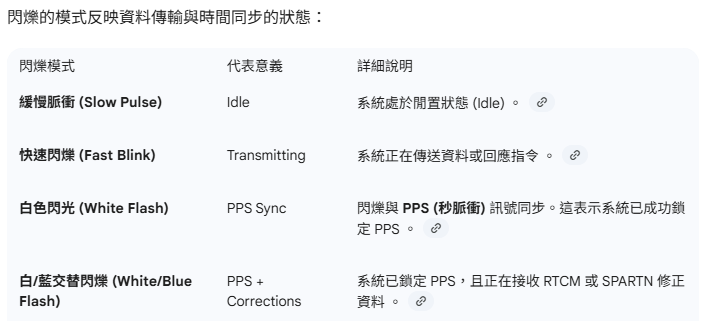 閃爍的模式反映資料傳輸與時間同步的狀態：
閃爍模式 代表意義 詳細說明
緩慢脈衝 (Slow Pulse) Idle 系統處於閒置狀態 (Idle) 。
快速閃爍 (Fast Blink) Transmitting 系統正在傳送資料或回應指令 。
白色閃光 (White Flash) PPS Sync 閃爍與 PPS (秒脈衝) 訊號同步。這表示系統已成功鎖
定 PPS 。
白/藍交替閃爍 (White/Blue PPS + 系統已鎖定 PPS，且正在接收 RTCM 或 SPARTN 修正
Flash) Corrections 資料 。